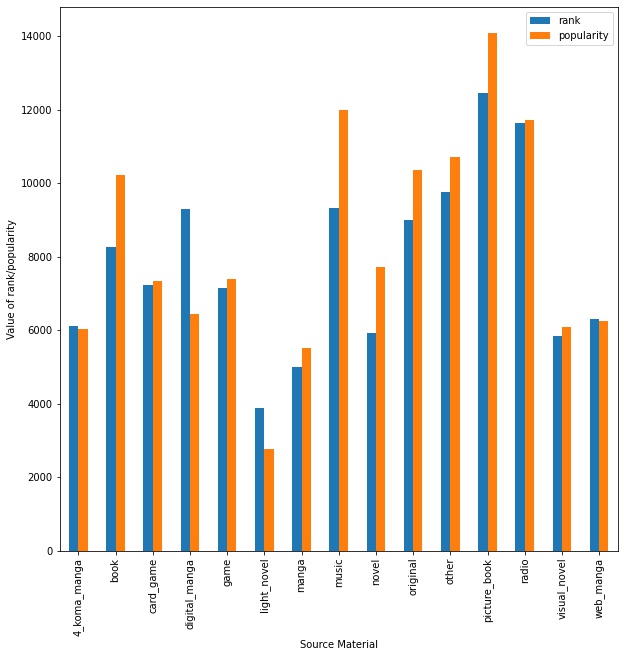 rank
popularity
14000
12000
10000
8000
6000
4000
2000
0
Value of rank/popularity
4_koma_manga
book
card_game
digital_manga
game
light_novel
manga
music
novel
original
other
picture_book
radio
visual_novel
web_manga
Source Material